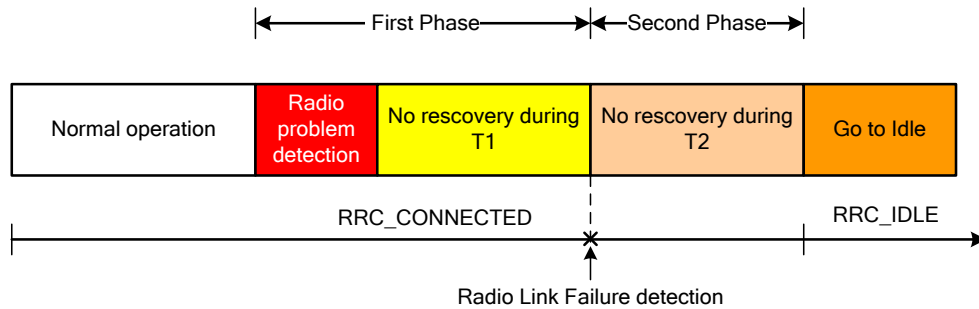 First Phase
Second Phase
Normal operation
Radio
problem
detection
No rescovery during
T1
No rescovery during
T2
Go to Idle
RRC_CONNECTED
RRC_IDLE
Radio Link Failure detection